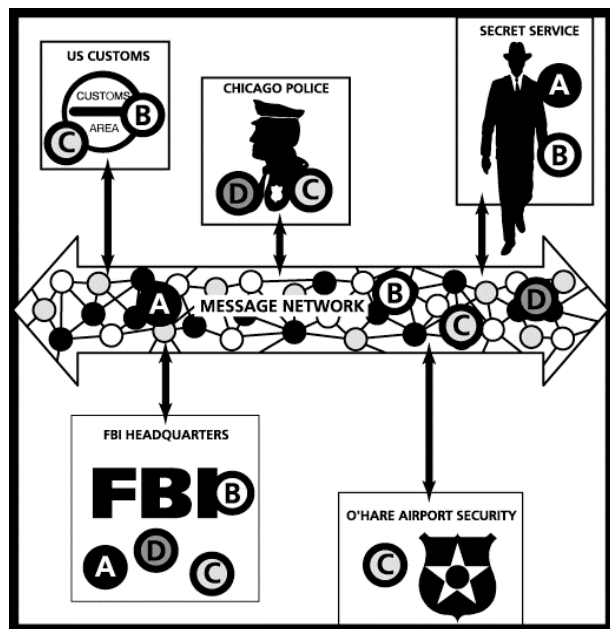 US CUSTOMS
CUSTOMS
AREA
B
C
CHICAGO POLICE
D
C
SECRET SERVICE
A
B
A
MESSAGE NETWORK
B
C
D
FBI HEADQUARTERS
FBI
B
A
D
C
O'HARE AIRPORT SECURITY
C